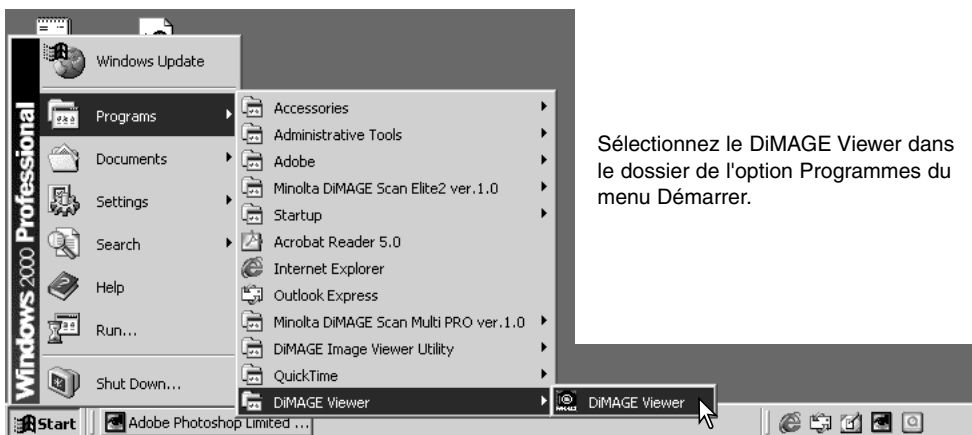 Windows 2000 Professional
Windows Update
Programs
Documents
Settings
Search
Help
Run...
Shut Down...
Accessories
Administrative Tools
Adobe
Minolta DiMAGE Scan Elite2 ver.1.0
Startup
Acrobat Reader 5.0
Internet Explorer
Outlook Express
Minolta DiMAGE Scan Multi PRO ver.1.0
DiMAGE Image Viewer Utility
QuickTime
DiMAGE Viewer
DiMAGE Viewer
Start
Adobe Photoshop Limited ...
Sélectionnez le DiMAGE Viewer dans
le dossier de l'option Programmes du
menu Démarrer.